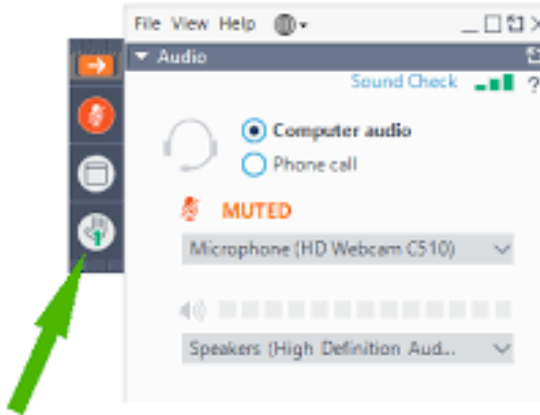 File View Help
Audio
Sound Check ?
Computer audio
Phone call
MUTED
Microphone (HD Webcam C510)
Speakers (High Definition Aud...